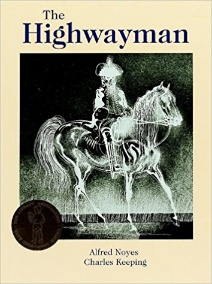 The
Highwayman
Alfred Noyes
Charles Keeping